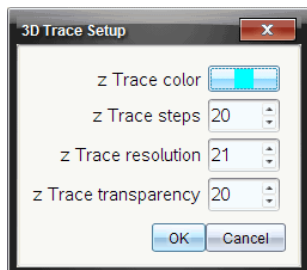 3D Trace Setup
z Trace color
z Trace steps 20
z Trace resolution 21
z Trace transparency 20
OK Cancel